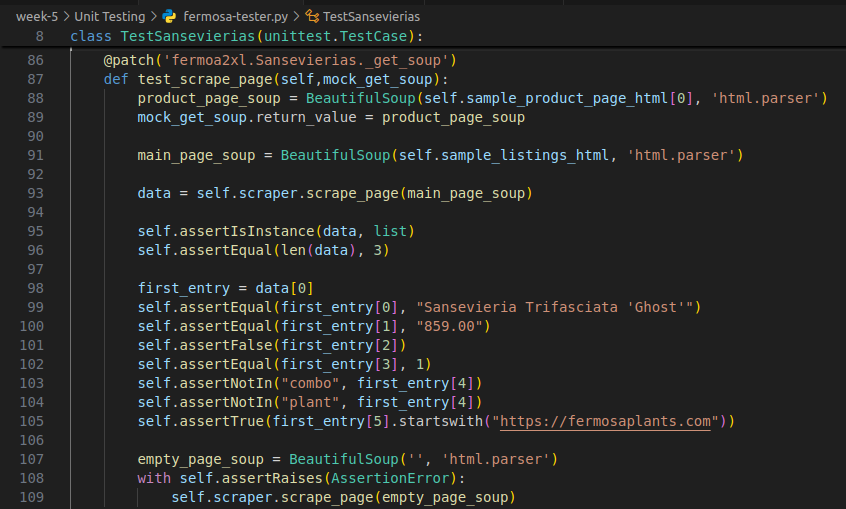 week-5 > Unit Testing > fermosa-tester.py > TestSansevierias
8 class TestSansevierias(unittest.TestCase):
86     @patch('fermoa2xl.Sansevierias._get_soup')
87     def test_scrape_page(self,mock_get_soup):
88         product_page_soup = BeautifulSoup(self.sample_product_page_html[0], 'html.parser')
89         mock_get_soup.return_value = product_page_soup
90
91         main_page_soup = BeautifulSoup(self.sample_listings_html, 'html.parser')
92
93         data = self.scraper.scrape_page(main_page_soup)
94
95         self.assertIsInstance(data, list)
96         self.assertEqual(len(data), 3)
97
98         first_entry = data[0]
99         self.assertEqual(first_entry[0], "Sansevieria Trifasciata 'Ghost'")
100         self.assertEqual(first_entry[1], "859.00")
101         self.assertFalse(first_entry[2])
102         self.assertEqual(first_entry[3], 1)
103         self.assertNotIn("combo", first_entry[4])
104         self.assertNotIn("plant", first_entry[4])
105         self.assertTrue(first_entry[5].startswith("https://fermosaplants.com"))
106
107         empty_page_soup = BeautifulSoup('', 'html.parser')
108         with self.assertRaises(AssertionError):
109             self.scraper.scrape_page(empty_page_soup)